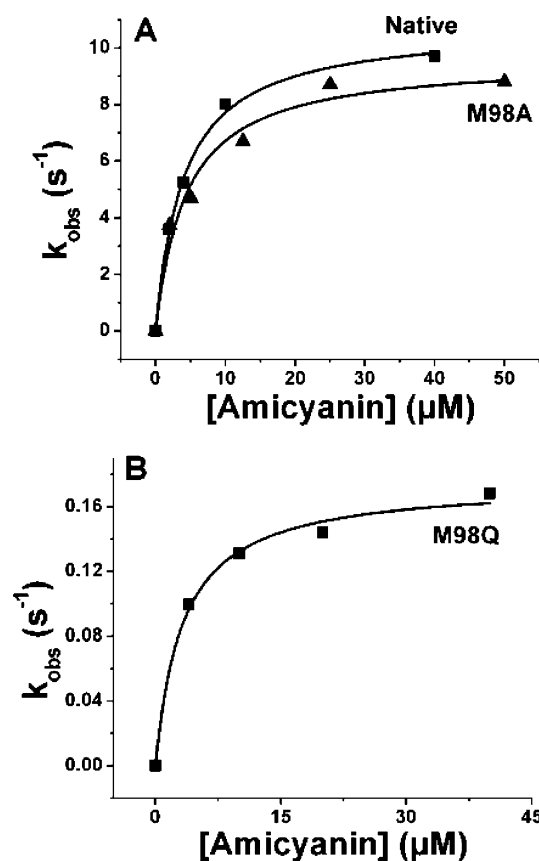 A
Native
M98A
10
8
6
4
2
0
k_obs (s^-1)
0 10 20 30 40 50
[Amicyanin] (µM)
B
M98Q
0.16
0.12
0.08
0.04
0.00
k_obs (s^-1)
0 15 30 45
[Amicyanin] (µM)